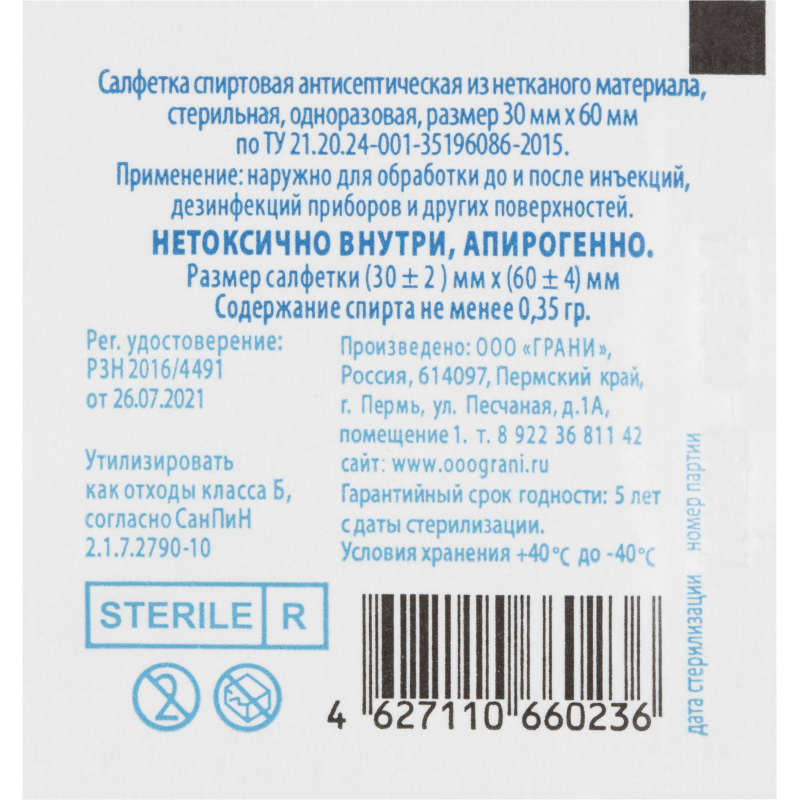 Салфетка спиртовая антисептическая из нетканого материала,
стерильная, одноразовая, размер 30 мм х 60 мм
по ТУ 21.20.24-001-35196086-2015.
Применение: наружно для обработки до и после инъекций,
дезинфекций приборов и других поверхностей.
НЕТОКСИЧНО ВНУТРИ, АПИРОГЕННО.
Размер салфетки (30 ± 2 ) мм х (60 ± 4) мм
Содержание спирта не менее 0,35 гр.
Рег. удостоверение:
РЗН 2016/4491
от 26.07.2021
Утилизировать
как отходы класса Б,
согласно СанПиН
2.1.7.2790-10
Произведено: ООО «ГРАНИ»,
Россия, 614097, Пермский край,
г. Пермь, ул. Песчаная, д.1А,
помещение 1. т. 8 922 36 811 42
сайт: www.ooograni.ru
Гарантийный срок годности: 5 лет
с даты стерилизации.
Условия хранения +40°C до -40°C
STERILE R
2
4 627110 660236
дата стерилизации номер партии